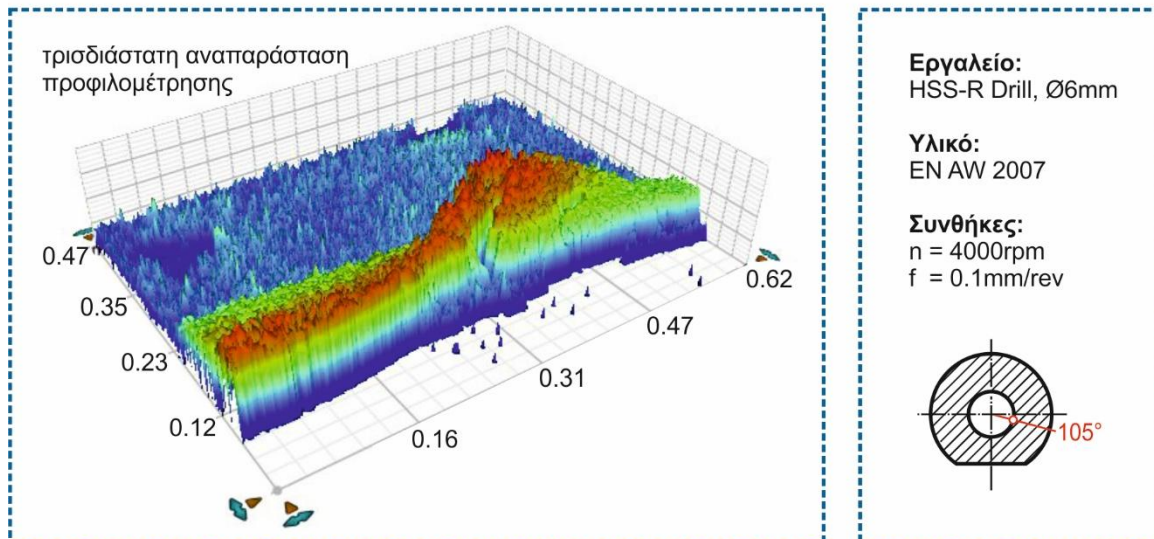 τρισδιάστατη αναπαράσταση
προφιλομέτρησης
0.47
0.35
0.23
0.12
0.16
0.31
0.47
0.62
Εργαλείο:
HSS-R Drill, Ø6mm
Υλικό:
EN AW 2007
Συνθήκες:
n = 4000rpm
f = 0.1mm/rev
105°